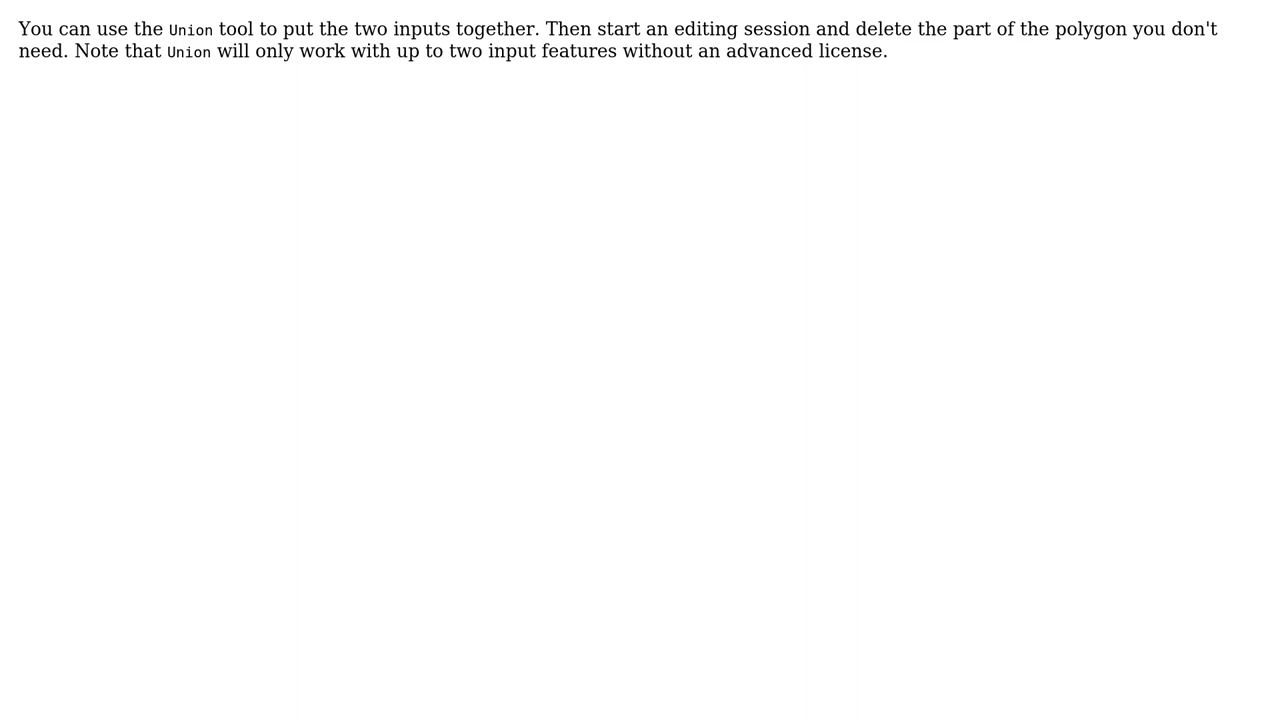 You can use the Union tool to put the two inputs together. Then start an editing session and delete the part of the polygon you don't
need. Note that Union will only work with up to two input features without an advanced license.